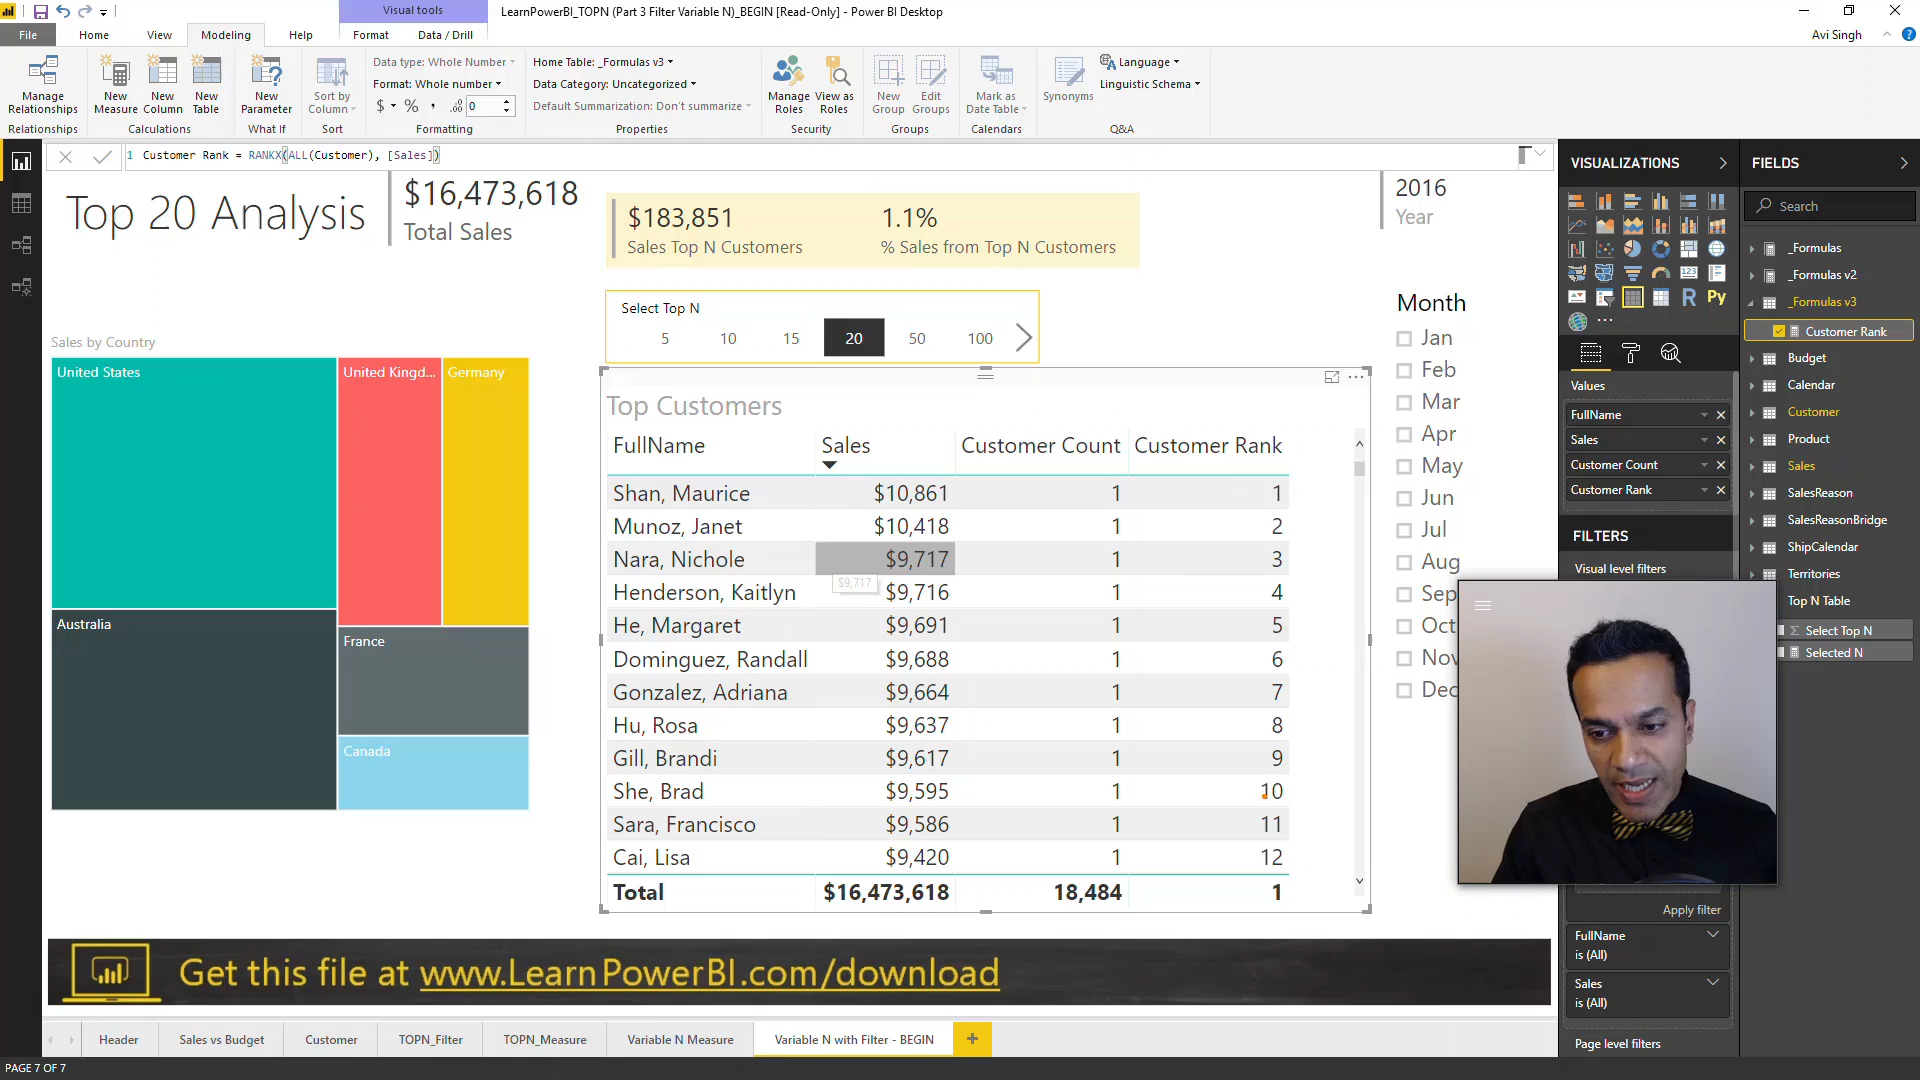 Visual tools
LearnPowerBI_TOPN (Part 3 Filter Variable N)_BEGIN [Read-Only] - Power BI Desktop
File
Home
View
Modeling
Help
Format
Data / Drill
Avi Singh
Manage Relationships
Relationships
New Measure
New Column
New Table
Calculations
New Parameter
What If
Sort by Column
Sort
Data type: Whole Number
Format: Whole number
$ % , .00 0
Formatting
Home Table: _Formulas v3
Data Category: Uncategorized
Default Summarization: Don't summarize
Properties
Manage Roles
View as Roles
Security
New Group
Edit Groups
Groups
Mark as Date Table
Calendars
Synonyms
Language
Linguistic Schema
Q&A
1 Customer Rank = RANKX(ALL(Customer), [Sales])
Top 20 Analysis
$16,473,618
Total Sales
$183,851
Sales Top N Customers
1.1%
% Sales from Top N Customers
2016
Year
Select Top N
5 10 15 20 50 100
Sales by Country
United States
United Kingd...
Germany
Australia
France
Canada
Top Customers
FullName Sales Customer Count Customer Rank
Shan, Maurice $10,861 1 1
Munoz, Janet $10,418 1 2
Nara, Nichole $9,717 1 3
$9,717
Henderson, Kaitlyn $9,716 1 4
He, Margaret $9,691 1 5
Dominguez, Randall $9,688 1 6
Gonzalez, Adriana $9,664 1 7
Hu, Rosa $9,637 1 8
Gill, Brandi $9,617 1 9
She, Brad $9,595 1 10
Sara, Francisco $9,586 1 11
Cai, Lisa $9,420 1 12
Total $16,473,618 18,484 1
Month
Jan
Feb
Mar
Apr
May
Jun
Jul
Aug
Sep
Oct
Nov
Dec
Get this file at www.LearnPowerBI.com/download
VISUALIZATIONS
123
R
Py
Values
FullName
Sales
Customer Count
Customer Rank
FILTERS
Visual level filters
Apply filter
FullName
is (All)
Sales
is (All)
Page level filters
FIELDS
Search
_Formulas
_Formulas v2
_Formulas v3
Customer Rank
Budget
Calendar
Customer
Product
Sales
SalesReason
SalesReasonBridge
ShipCalendar
Territories
Top N Table
Σ Select Top N
Selected N
Header
Sales vs Budget
Customer
TOPN_Filter
TOPN_Measure
Variable N Measure
Variable N with Filter - BEGIN
PAGE 7 OF 7